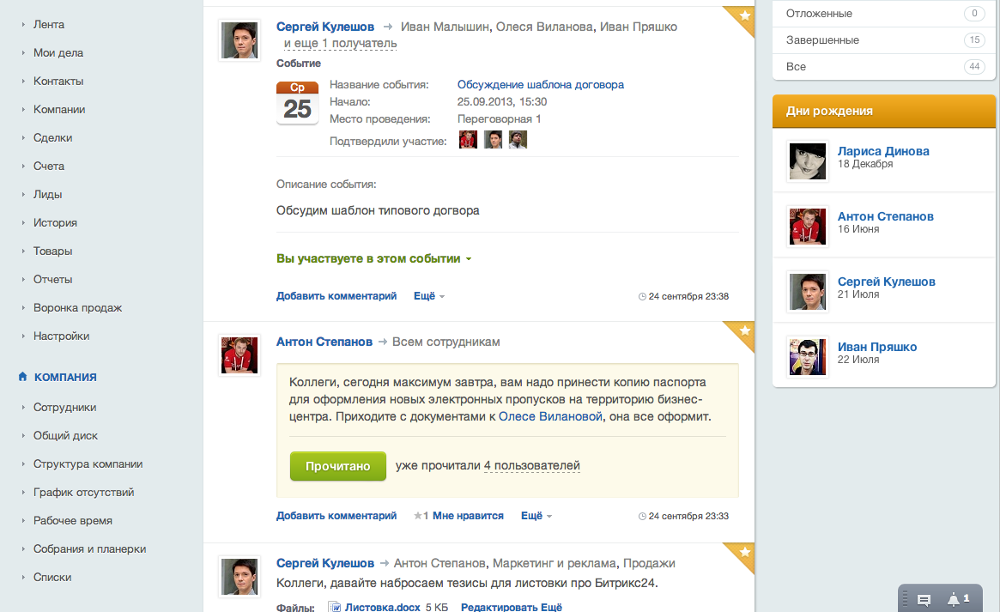 Лента
Мои дела
Контакты
Компании
Сделки
Счета
Лиды
История
Товары
Отчеты
Воронка продаж
Настройки
КОМПАНИЯ
Сотрудники
Общий диск
Структура компании
График отсутствий
Рабочее время
Собрания и планерки
Списки
Сергей Кулешов → Иван Малышин, Олеся Виланова, Иван Пряшко
и еще 1 получатель
Событие
Ср
25
Название события: Обсуждение шаблона договора
Начало: 25.09.2013, 15:30
Место проведения: Переговорная 1
Подтвердили участие:
Описание события:
Обсудим шаблон типового догвора
Вы участвуете в этом событии
Добавить комментарий Ещё 24 сентября 23:38
Антон Степанов → Всем сотрудникам
Коллеги, сегодня максимум завтра, вам надо принести копию паспорта
для оформления новых электронных пропусков на территорию бизнес-
центра. Приходите с документами к Олесе Вилановой, она все оформит.
Прочитано уже прочитали 4 пользователей
Добавить комментарий ★1 Мне нравится Ещё 24 сентября 23:33
Сергей Кулешов → Антон Степанов, Маркетинг и реклама, Продажи
Коллеги, давайте набросаем тезисы для листовки про Битрикс24.
Файлы: Листовка.docx 5 КБ Редактировать Ещё
Отложенные 0
Завершенные 15
Все 44
Дни рождения
Лариса Динова
18 Декабря
Антон Степанов
16 Июня
Сергей Кулешов
21 Июля
Иван Пряшко
22 Июля
1